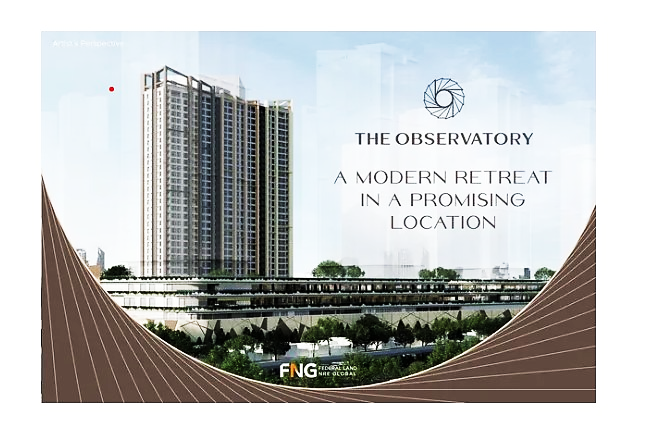 Artist's Perspective
THE OBSERVATORY
A MODERN RETREAT
IN A PROMISING
LOCATION
FNG FEDERAL LAND
NRE GLOBAL